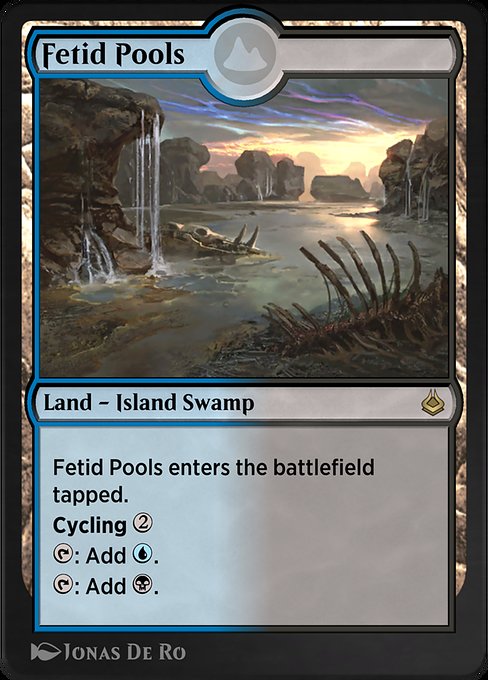 Fetid Pools
Land – Island Swamp
Fetid Pools enters the battlefield
tapped.
Cycling 2
: Add .
: Add .
Jonas De Ro